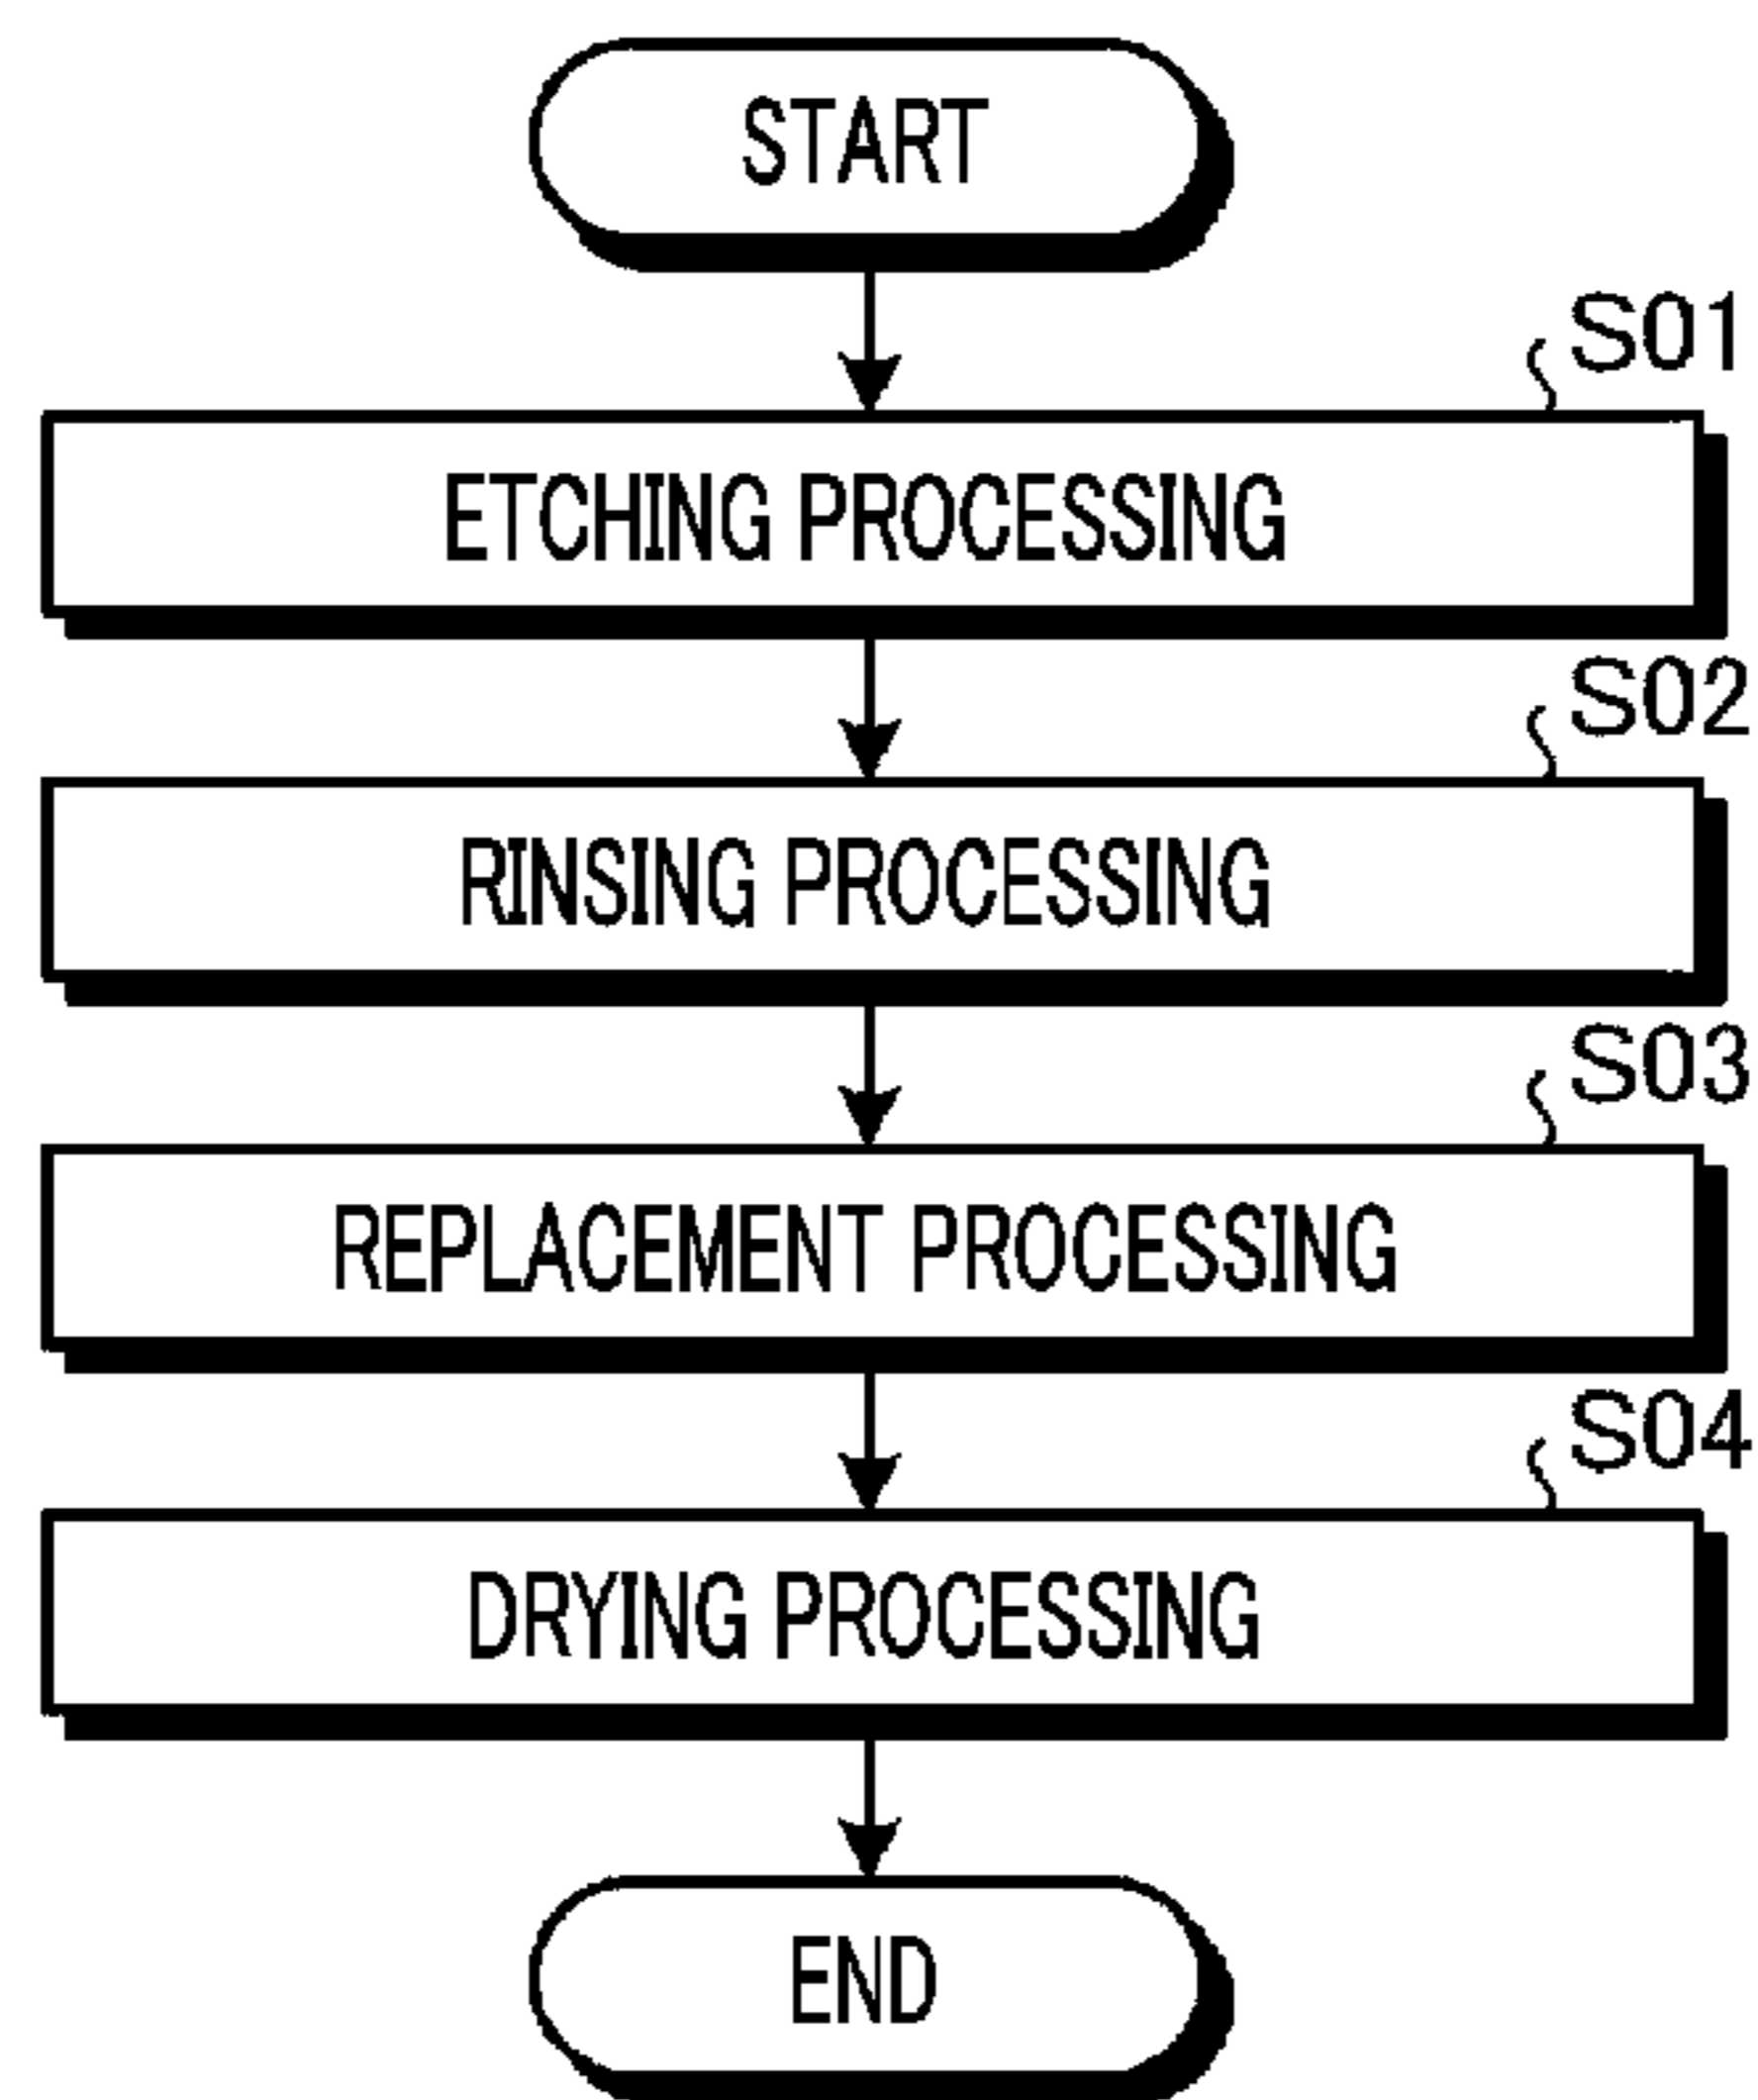 START
S01
ETCHING PROCESSING
S02
RINSING PROCESSING
S03
REPLACEMENT PROCESSING
S04
DRYING PROCESSING
END